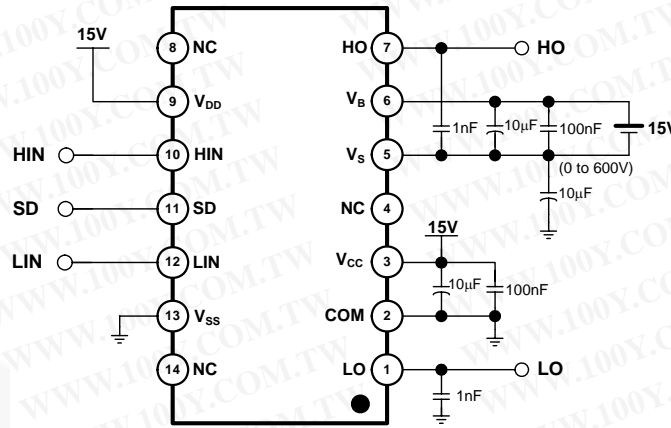 15V
8 NC
9 VDD
HIN 10 HIN
SD 11 SD
LIN 12 LIN
13 VSS
14 NC
HO 7 HO
VB 6
1nF 10μF 100nF 15V
VS 5
(0 to 600V)
10μF
NC 4
15V
VCC 3
10μF 100nF
COM 2
LO 1 LO
1nF
WWW.100Y.COM.TW